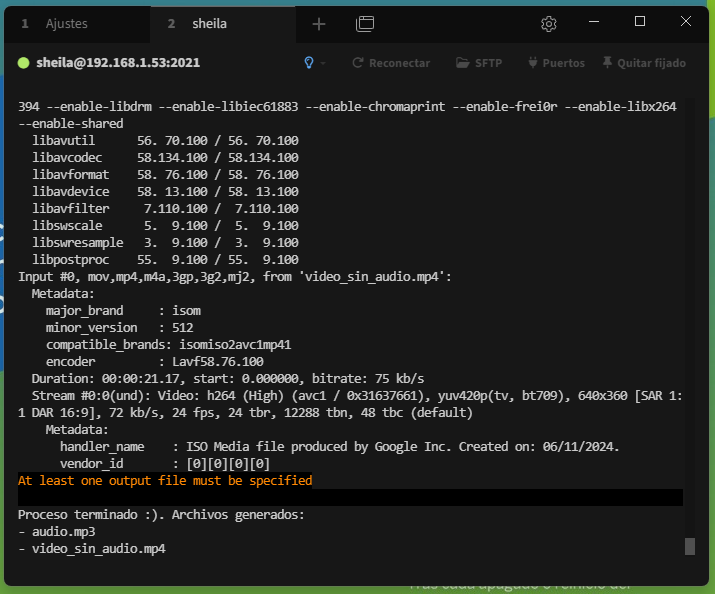 1 Ajustes 2 sheila
sheila@192.168.1.53:2021 Reconectar SFTP Puertos Quitar fijado
394 --enable-libdrm --enable-libiec61883 --enable-chromaprint --enable-frei0r --enable-libx264
--enable-shared
libavutil 56. 70.100 / 56. 70.100
libavcodec 58.134.100 / 58.134.100
libavformat 58. 76.100 / 58. 76.100
libavdevice 58. 13.100 / 58. 13.100
libavfilter 7.110.100 / 7.110.100
libswscale 5. 9.100 / 5. 9.100
libswresample 3. 9.100 / 3. 9.100
libpostproc 55. 9.100 / 55. 9.100
Input #0, mov,mp4,m4a,3gp,3g2,mj2, from 'video_sin_audio.mp4':
Metadata:
major_brand : isom
minor_version : 512
compatible_brands: isomiso2avc1mp41
encoder : Lavf58.76.100
Duration: 00:00:21.17, start: 0.000000, bitrate: 75 kb/s
Stream #0:0(und): Video: h264 (High) (avc1 / 0x31637661), yuv420p(tv, bt709), 640x360 [SAR 1:
1 DAR 16:9], 72 kb/s, 24 fps, 24 tbr, 12288 tbn, 48 tbc (default)
Metadata:
handler_name : ISO Media file produced by Google Inc. Created on: 06/11/2024.
vendor_id : [0][0][0][0]
At least one output file must be specified
Proceso terminado :). Archivos generados:
- audio.mp3
- video_sin_audio.mp4